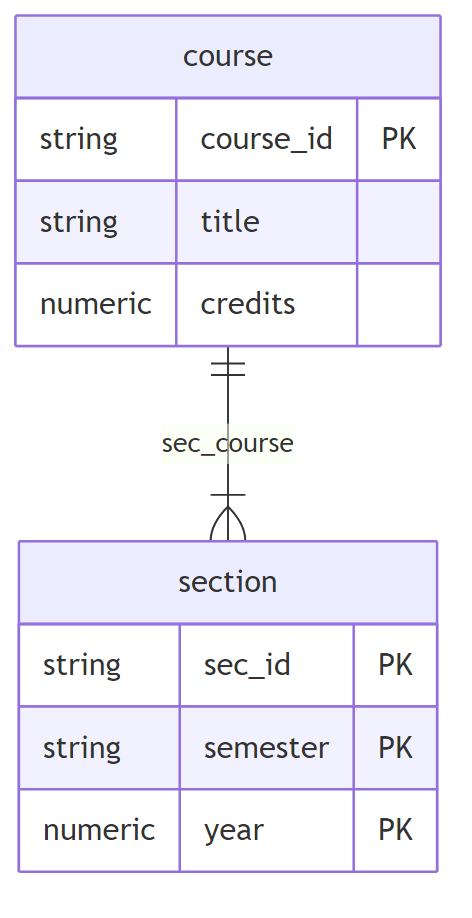 course
string course_id PK
string title
numeric credits
sec_course
section
string sec_id PK
string semester PK
numeric year PK